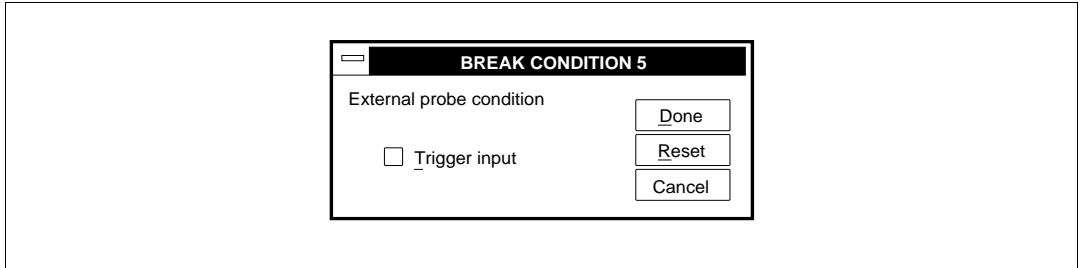 BREAK CONDITION 5
External probe condition
Trigger input
Done
Reset
Cancel